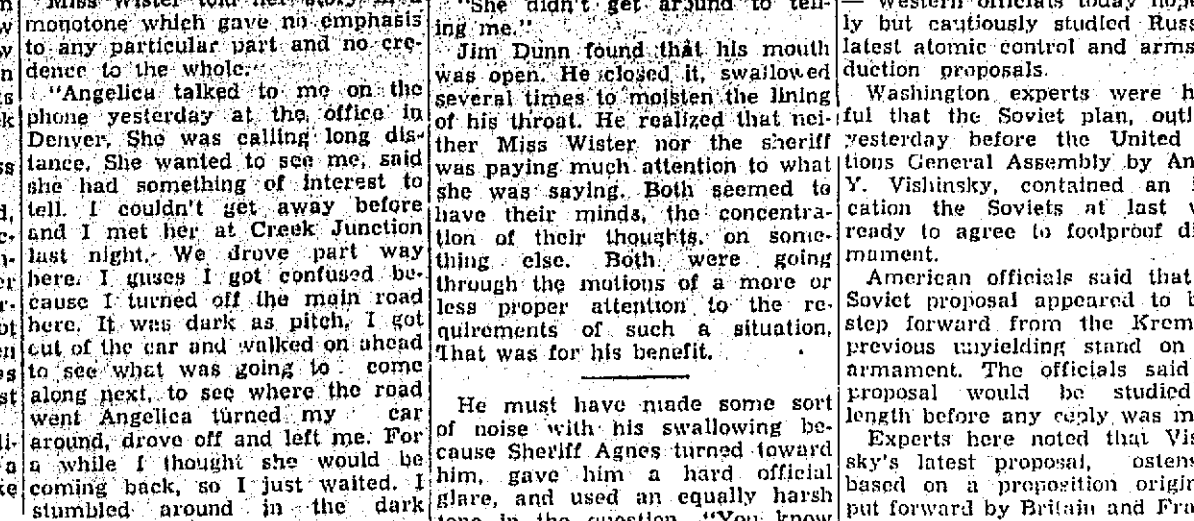 Miss Wister told her story in a
monotone which gave no emphasis
to any particular part and no cre-
dence to the whole.
"Angelica talked to me on the
phone yesterday at the office in
Denver. She was calling long dis-
tance. She wanted to see me, said
she had something of interest to
tell. I couldn't get away before
and I met her at Creek Junction
last night. We drove part way
here. I guses I got confused be-
cause I turned off the main road
here. It was dark as pitch, I got
out of the car and walked on ahead
to see what was going to come
along next, to see where the road
went Angelica turned my car
around, drove off and left me. For
a while I thought she would be
coming back, so I just waited. I
stumbled around in the dark
"She didn't get around to tell-
ing me."
Jim Dunn found that his mouth
was open. He closed it, swallowed
several times to moisten the lining
of his throat. He realized that nei-
ther Miss Wister nor the sheriff
was paying much attention to what
she was saying. Both seemed to
have their minds, the concentra-
tion of their thoughts, on some-
thing else. Both were going
through the motions of a more or
less proper attention to the re-
quirements of such a situation,
That was for his benefit.
He must have made some sort
of noise with his swallowing be-
cause Sheriff Agnes turned toward
him, gave him a hard official
glare, and used an equally harsh
tone in the question. "You know
— Western officials today
ly but cautiously studied Russ
latest atomic control and arms
duction proposals.
Washington experts were h
ful that the Soviet plan, outl
yesterday before the United
tions General Assembly by An
Y. Vishinsky, contained an
cation the Soviets at last
ready to agree to foolproof di
mament.
American officials said that
Soviet proposal appeared to b
step forward from the Krem
previous unyielding stand on
armament. The officials said
proposal would be studied
length before any reply was m
Experts here noted that Vis
sky's latest proposal, ostens
based on a proposition origin
put forward by Britain and Fra